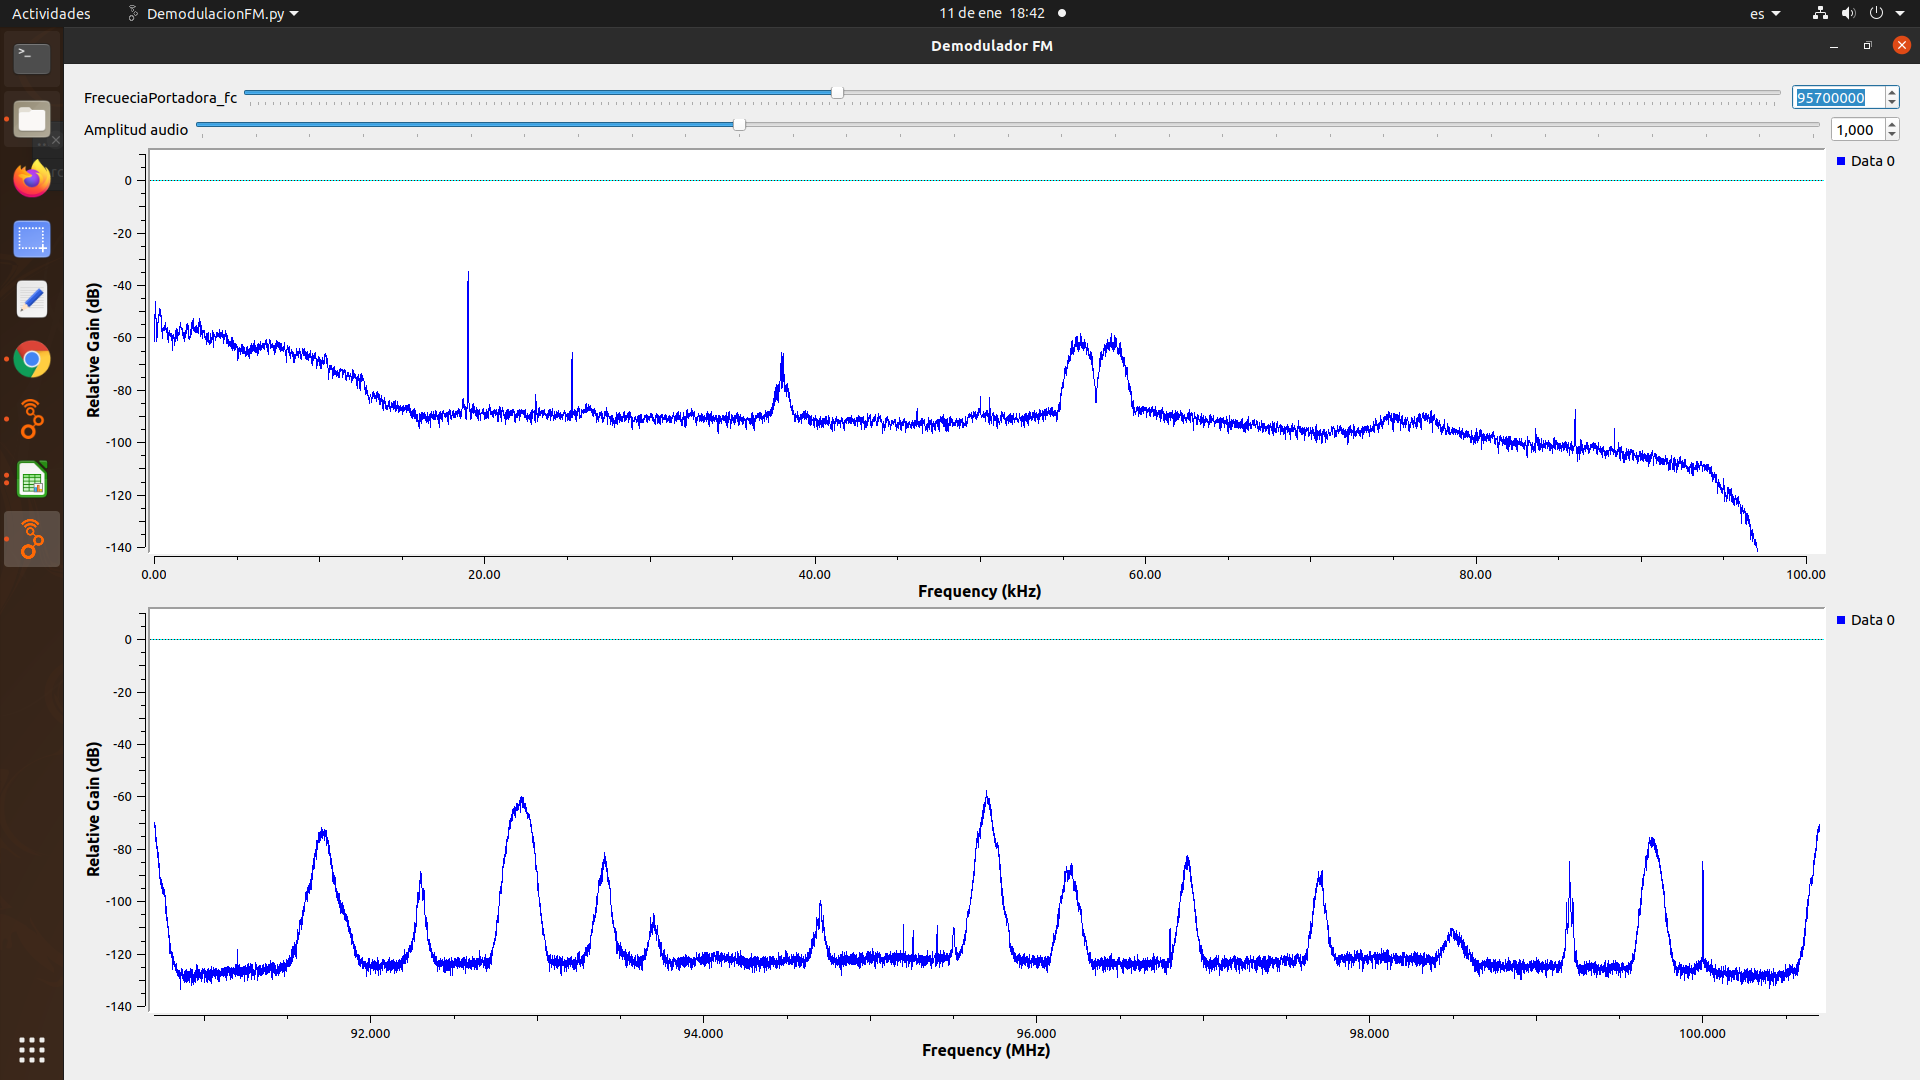 Actividades DemodulacionFM.py 11 de ene 18:42 es
Demodulador FM
FrecueciaPortadora_fc 95700000
Amplitud audio 1,000
Data 0
Relative Gain (dB)
0
-20
-40
-60
-80
-100
-120
-140
0.00 20.00 40.00 60.00 80.00 100.00
Frequency (kHz)
Data 0
Relative Gain (dB)
0
-20
-40
-60
-80
-100
-120
-140
92.000 94.000 96.000 98.000 100.000
Frequency (MHz)